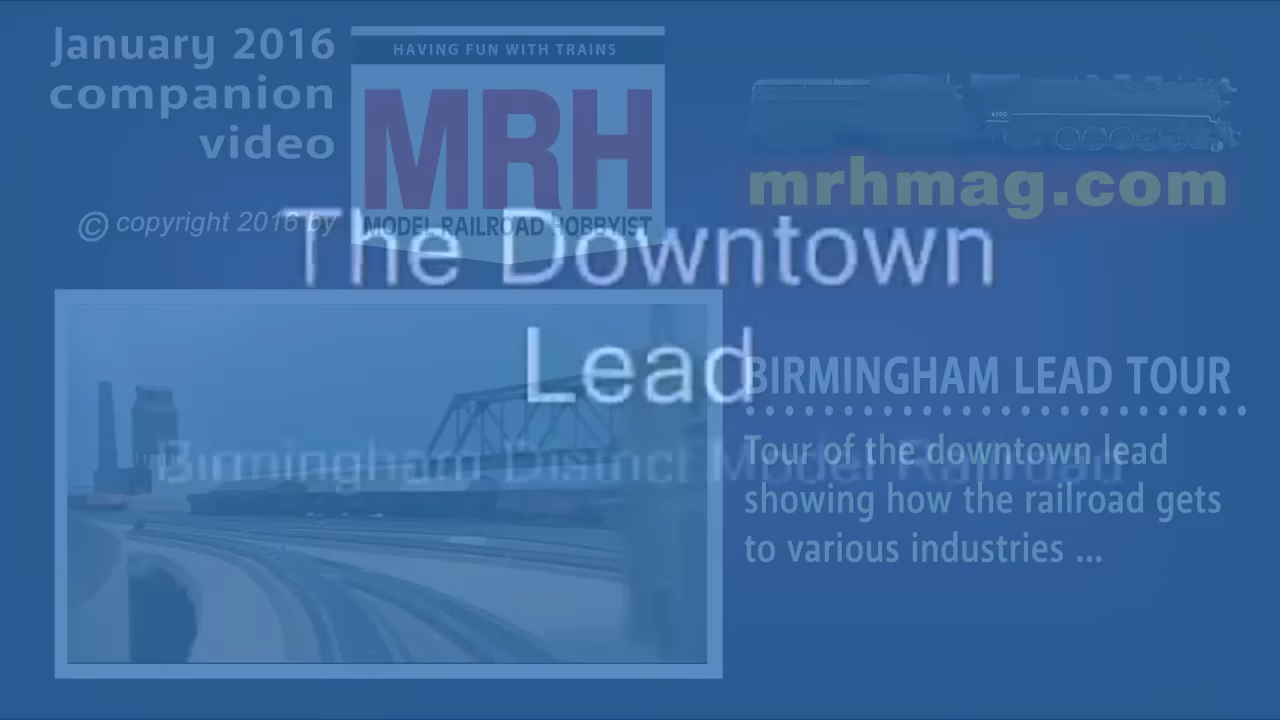 January 2016
companion
video
© copyright 2016 by
HAVING FUN WITH TRAINS
MRH
MODEL RAILROAD HOBBYIST
4100
mrhmag.com
The Downtown
Lead
Birmingham District Model Railroad
BIRMINGHAM LEAD TOUR
Tour of the downtown lead
showing how the railroad gets
to various industries ...